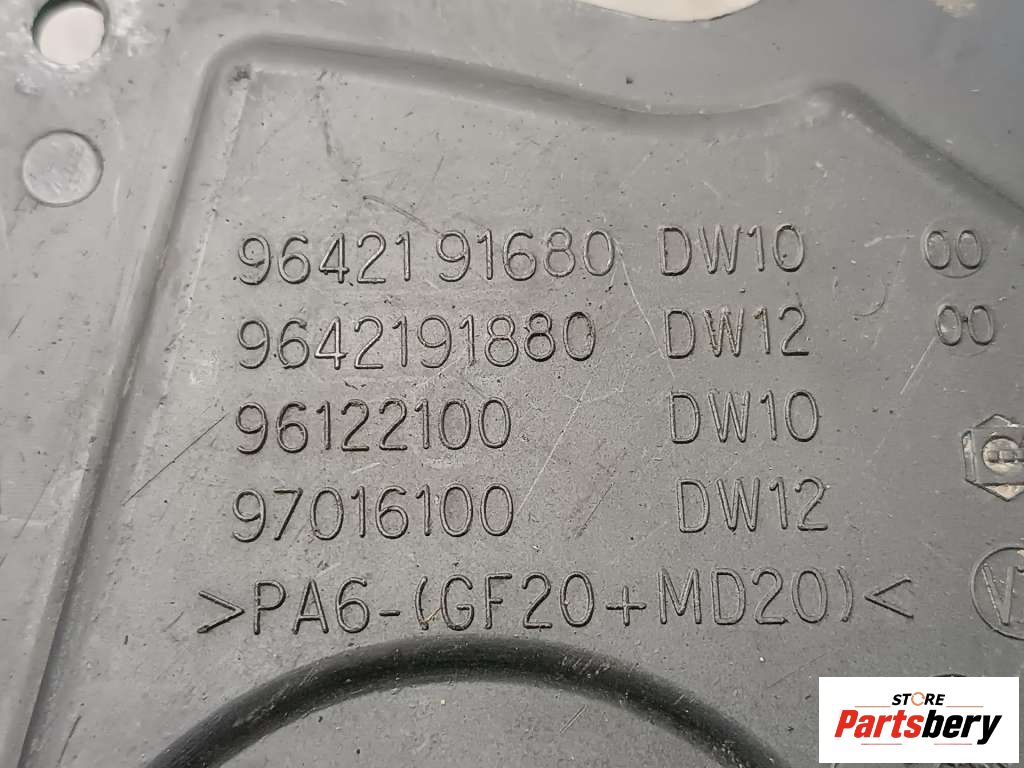 9642191680 DW10 00
9642191880 DW12 00
96122100 DW10
97016100 DW12
>PA6-(GF20+MD20)<
STORE
Partsbery